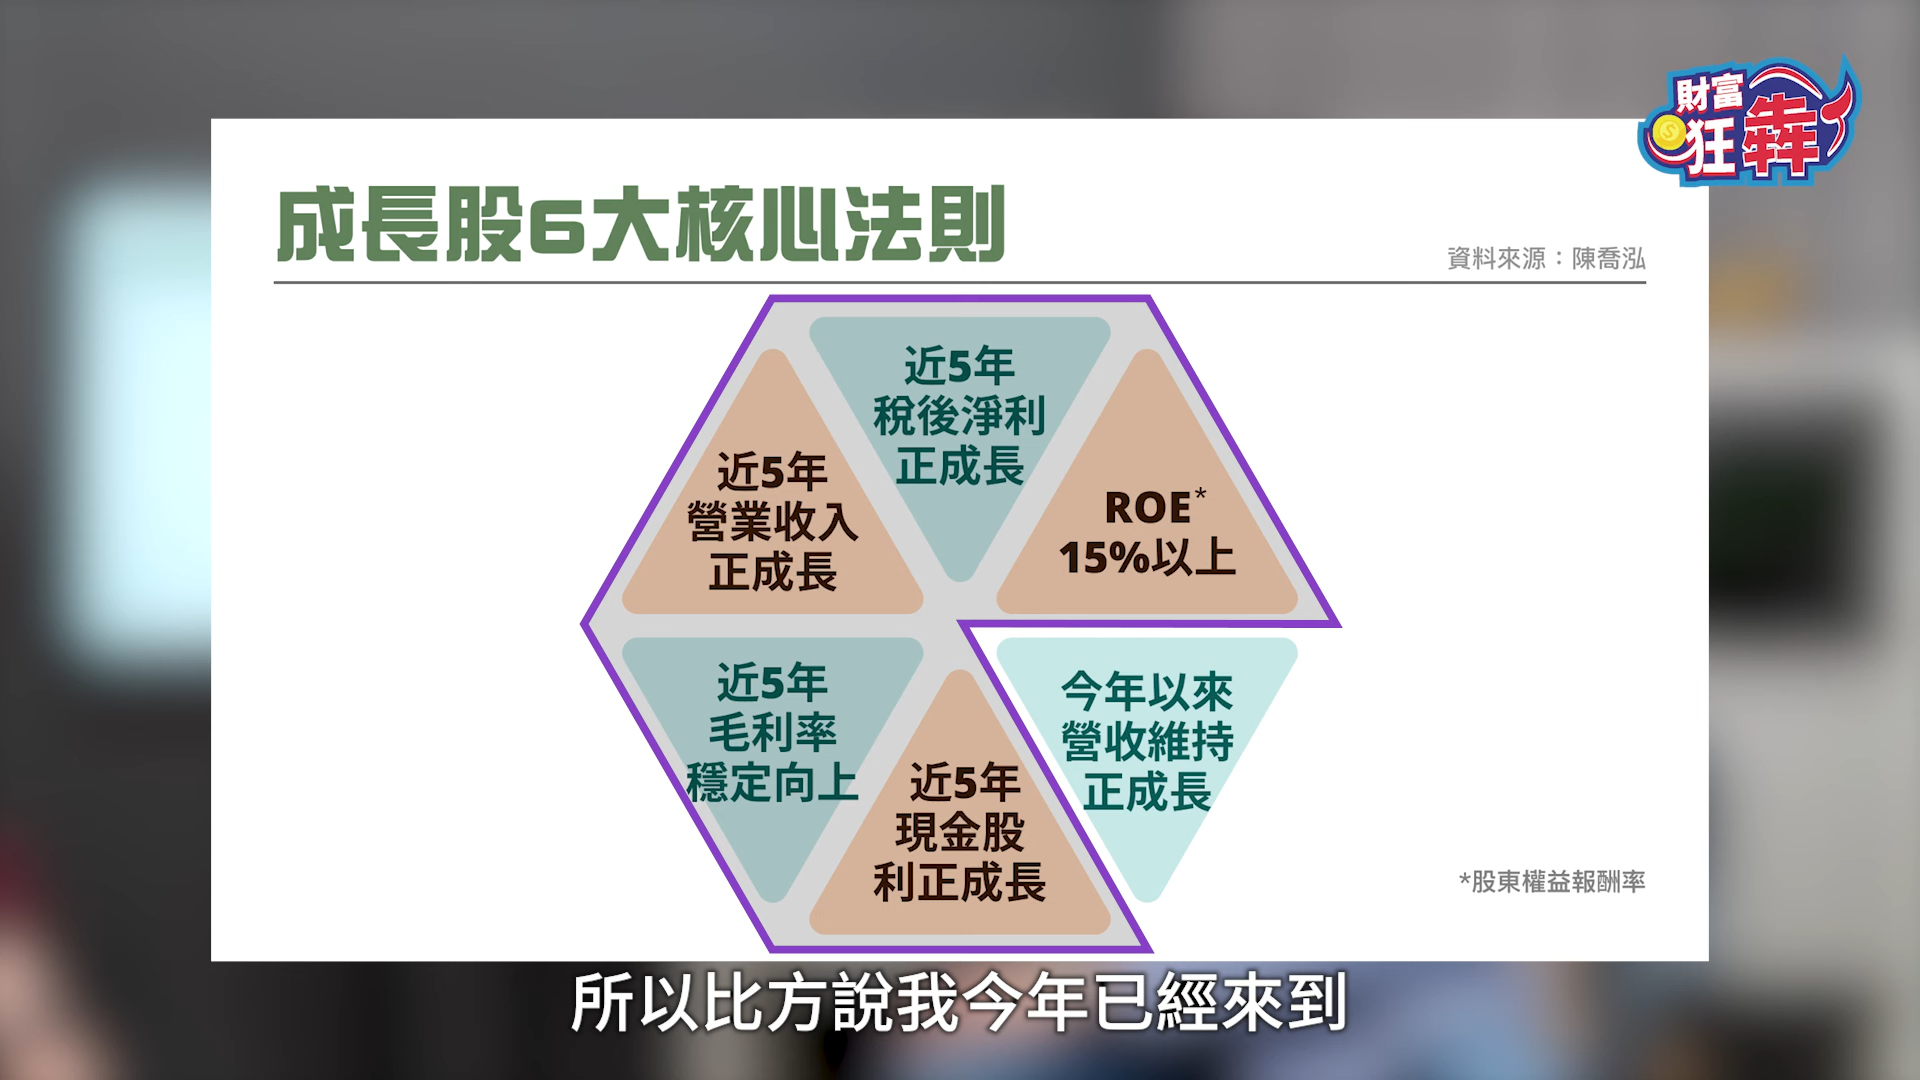 財富
狂犇
成長股6大核心法則
資料來源：陳喬泓
近5年
稅後淨利
正成長
近5年
營業收入
正成長
ROE*
15%以上
近5年
毛利率
穩定向上
近5年
現金股
利正成長
今年以來
營收維持
正成長
*股東權益報酬率
所以比方說我今年已經來到